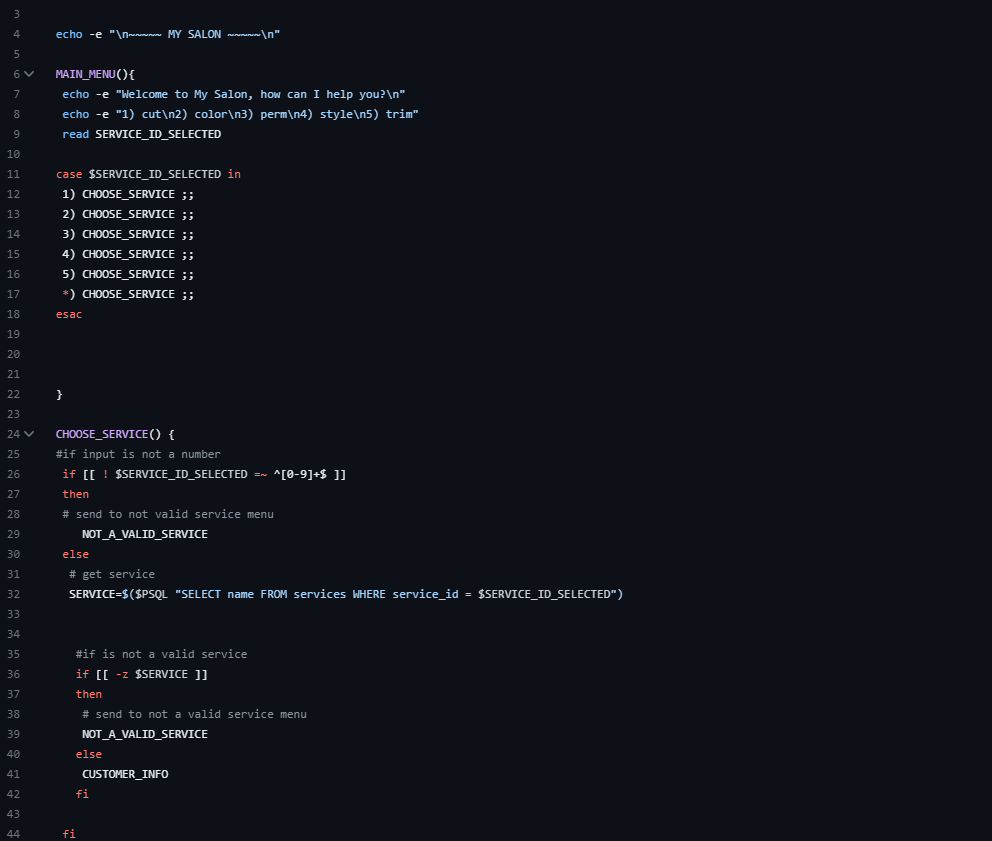 3
4 echo -e "\n~~~~~ MY SALON ~~~~~\n"
5
6 MAIN_MENU(){
7 echo -e "Welcome to My Salon, how can I help you?\n"
8 echo -e "1) cut\n2) color\n3) perm\n4) style\n5) trim"
9 read SERVICE_ID_SELECTED
10
11 case $SERVICE_ID_SELECTED in
12 1) CHOOSE_SERVICE ;;
13 2) CHOOSE_SERVICE ;;
14 3) CHOOSE_SERVICE ;;
15 4) CHOOSE_SERVICE ;;
16 5) CHOOSE_SERVICE ;;
17 *) CHOOSE_SERVICE ;;
18 esac
19
20
21
22 }
23
24 CHOOSE_SERVICE() {
25 #if input is not a number
26 if [[ ! $SERVICE_ID_SELECTED =~ ^[0-9]+$ ]]
27 then
28 # send to not valid service menu
29 NOT_A_VALID_SERVICE
30 else
31 # get service
32 SERVICE=$($PSQL "SELECT name FROM services WHERE service_id = $SERVICE_ID_SELECTED")
33
34
35 #if is not a valid service
36 if [[ -z $SERVICE ]]
37 then
38 # send to not a valid service menu
39 NOT_A_VALID_SERVICE
40 else
41 CUSTOMER_INFO
42 fi
43
44 fi